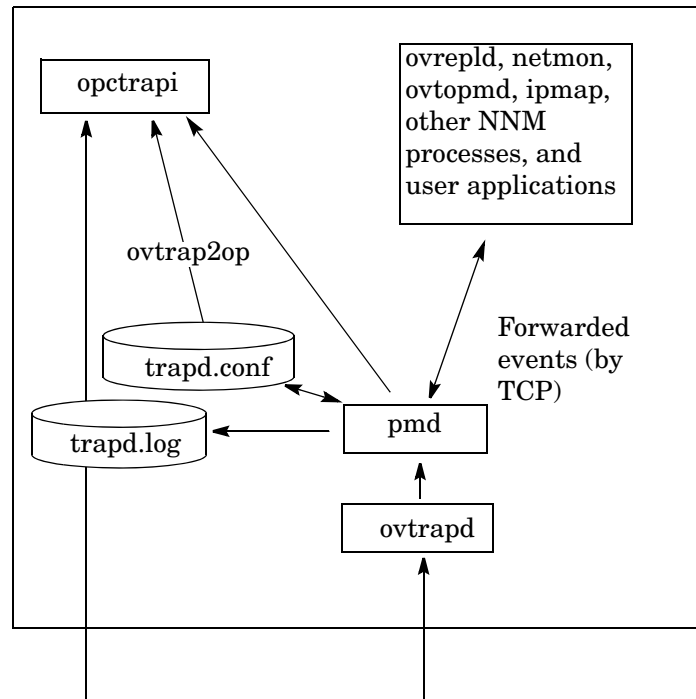 opctrapi
ovrepld, netmon,
ovtopmd, ipmap,
other NNM
processes, and
user applications
ovtrap2op
trapd.conf
Forwarded
events (by
TCP)
trapd.log
pmd
ovtrapd